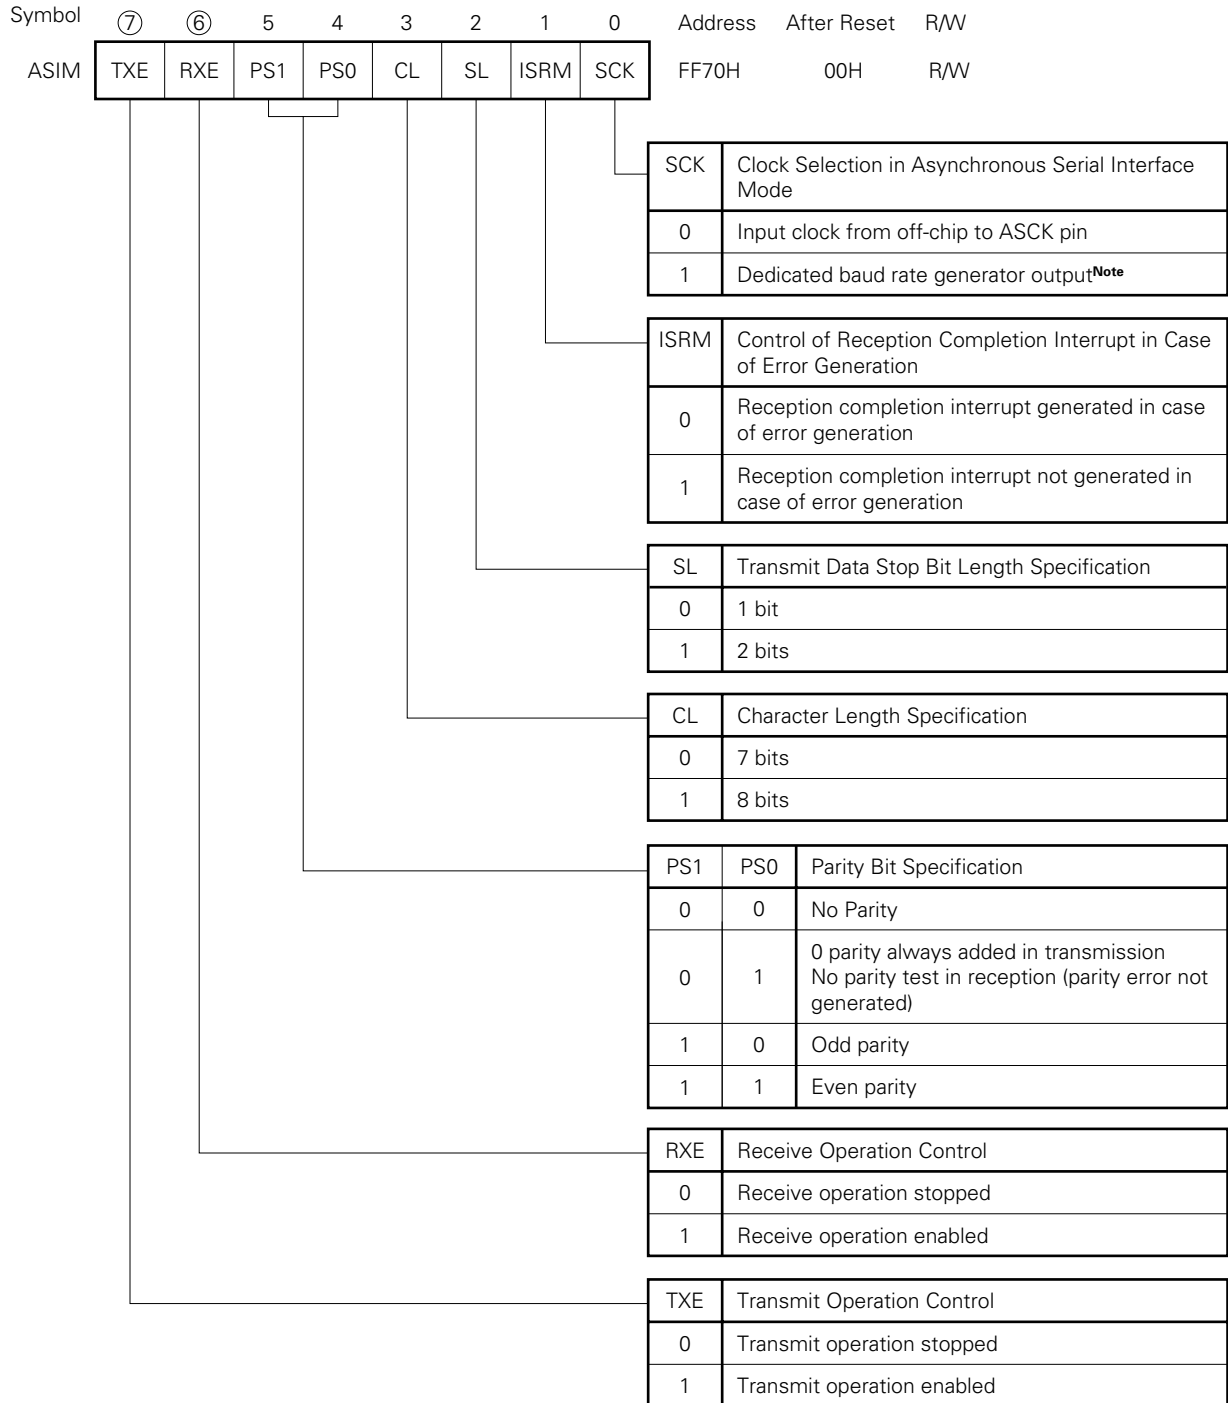 Symbol ⑦ ⑥ 5 4 3 2 1 0 Address After Reset R/W
ASIM TXE RXE PS1 PS0 CL SL ISRM SCK FF70H 00H R/W
SCK Clock Selection in Asynchronous Serial Interface
Mode
0 Input clock from off-chip to ASCK pin
1 Dedicated baud rate generator outputNote
ISRM Control of Reception Completion Interrupt in Case
of Error Generation
0 Reception completion interrupt generated in case
of error generation
1 Reception completion interrupt not generated in
case of error generation
SL Transmit Data Stop Bit Length Specification
0 1 bit
1 2 bits
CL Character Length Specification
0 7 bits
1 8 bits
PS1 PS0 Parity Bit Specification
0 0 No Parity
0 1 0 parity always added in transmission
No parity test in reception (parity error not
generated)
1 0 Odd parity
1 1 Even parity
RXE Receive Operation Control
0 Receive operation stopped
1 Receive operation enabled
TXE Transmit Operation Control
0 Transmit operation stopped
1 Transmit operation enabled